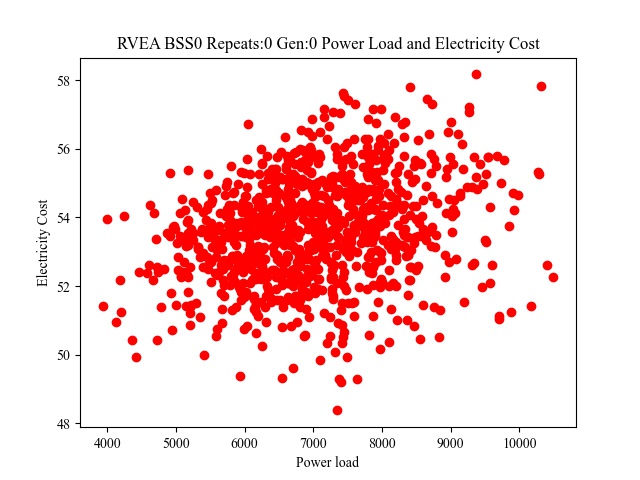 RVEA BSS0 Repeats:0 Gen:0 Power Load and Electricity Cost
58
56
54
52
50
48
Electricity Cost
4000 5000 6000 7000 8000 9000 10000
Power load